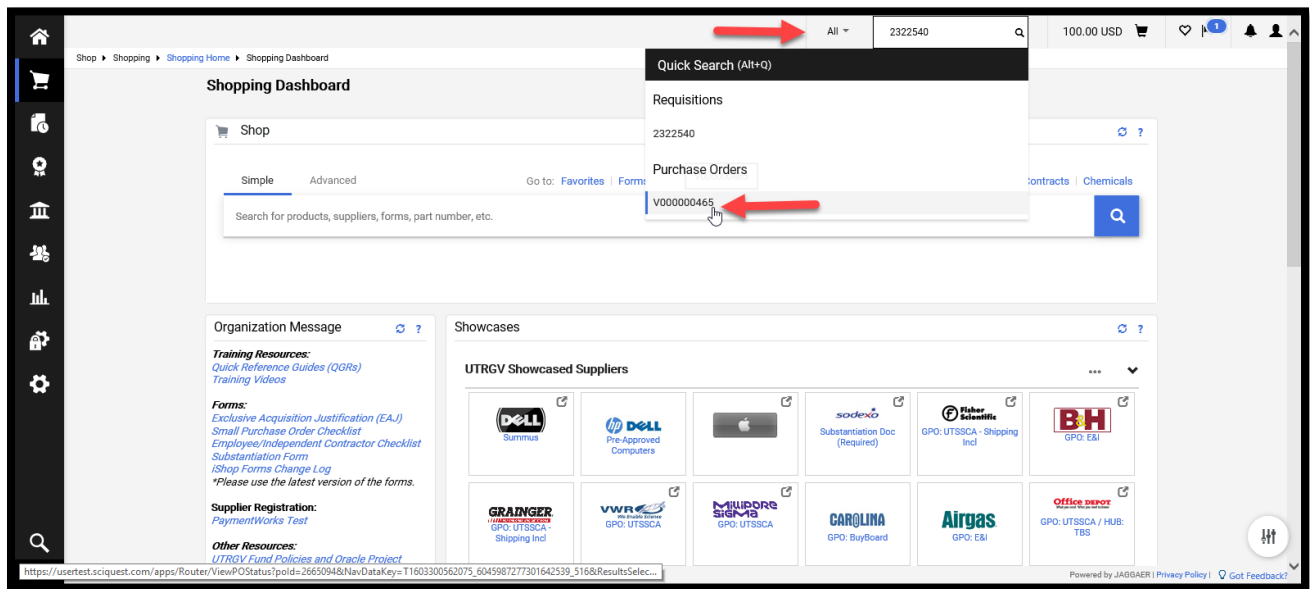 All 2322540 100.00 USD 1
Shop Shopping Shopping Home Shopping Dashboard
Quick Search (Alt+Q)
Requisitions
2322540
Purchase Orders
V000000465
Shopping Dashboard
Shop ?
Simple Advanced Go to: Favorites | Contracts | Chemicals
Search for products, suppliers, forms, part number, etc.
Organization Message ?
Training Resources:
Quick Reference Guides (QGRs)
Training Videos
Forms:
Exclusive Acquisition Justification (EAJ)
Small Purchase Order Checklist
Employee/Independent Contractor Checklist
Substantiation Form
iShop Forms Change Log
*Please use the latest version of the forms.
Supplier Registration:
PaymentWorks Test
Other Resources:
UTRGV Fund Policies and Oracle Project
Showcases ?
UTRGV Showcased Suppliers
DELL
Summus
hp DELL
Pre-Approved
Computers
sodexo
Substantiation Doc
(Required)
Fisher
Scientific
GPO: UTSSCA - Shipping
Incl
B&H
GPO: E&I
GRAINGER
GPO: UTSSCA -
Shipping Incl
VWR
We Enable Science
GPO: UTSSCA
MILLIPORE
SIGMA
GPO: UTSSCA
CAROLINA
GPO: BuyBoard
Airgas
GPO: E&I
Office DEPOT
GPO: UTSSCA / HUB:
TBS
https://usertest.sciquest.com/apps/Router/ViewPOStatus?poId=2665094&NavDataKey=T1603300562075_6045987277301642539_516&ResultsSelec...
Powered by JAGGAER | Privacy Policy | Got Feedback?